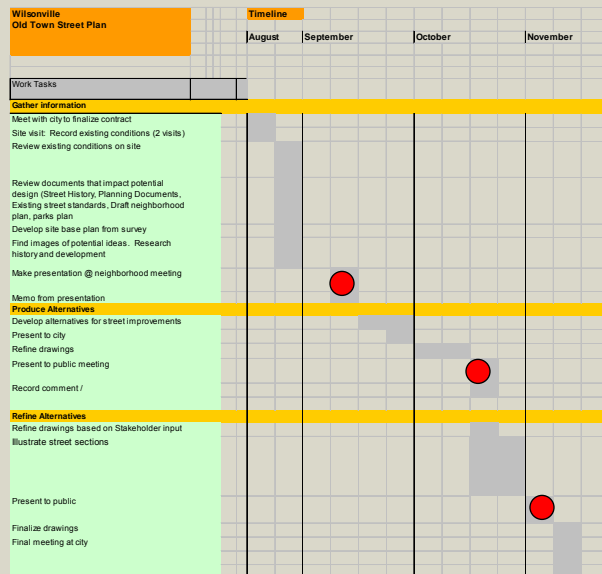 Wilsonville
Old Town Street Plan
Timeline
August
September
October
November
Work Tasks
Gather information
Meet with city to finalize contract
Site visit: Record existing conditions (2 visits)
Review existing conditions on site
Review documents that impact potential
design (Street History, Planning Documents,
Existing street standards, Draft neighborhood
plan, parks plan
Develop site base plan from survey
Find images of potential ideas. Research
history and development
Make presentation @ neighborhood meeting
Memo from presentation
Produce Alternatives
Develop alternatives for street improvements
Present to city
Refine drawings
Present to public meeting
Record comment /
Refine Alternatives
Refine drawings based on Stakeholder input
Illustrate street sections
Present to public
Finalize drawings
Final meeting at city